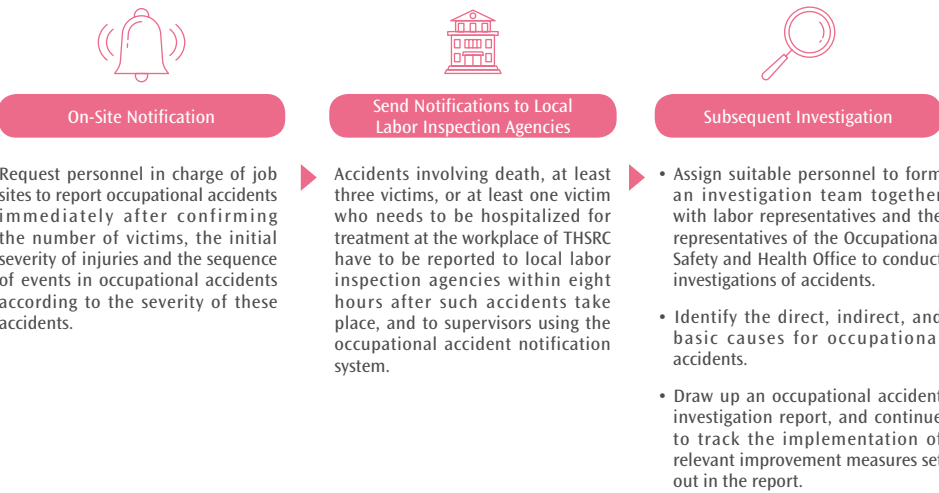 On-Site Notification
Request personnel in charge of job
sites to report occupational accidents
immediately after confirming
the number of victims, the initial
severity of injuries and the sequence
of events in occupational accidents
according to the severity of these
accidents.
Send Notifications to Local
Labor Inspection Agencies
Accidents involving death, at least
three victims, or at least one victim
who needs to be hospitalized for
treatment at the workplace of THSRC
have to be reported to local labor
inspection agencies within eight
hours after such accidents take
place, and to supervisors using the
occupational accident notification
system.
Subsequent Investigation
• Assign suitable personnel to form
an investigation team together
with labor representatives and the
representatives of the Occupational
Safety and Health Office to conduct
investigations of accidents.
• Identify the direct, indirect, and
basic causes for occupational
accidents.
• Draw up an occupational accident
investigation report, and continue
to track the implementation of
relevant improvement measures set
out in the report.